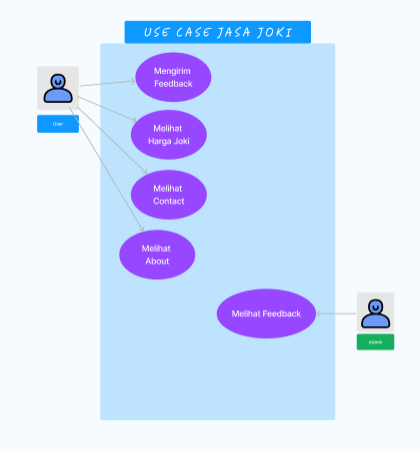 USE CASE JASA JOKI
Mengirim
Feedback
User
Melihat
Harga Joki
Melihat
Contact
Melihat
About
Melihat Feedback
Admin